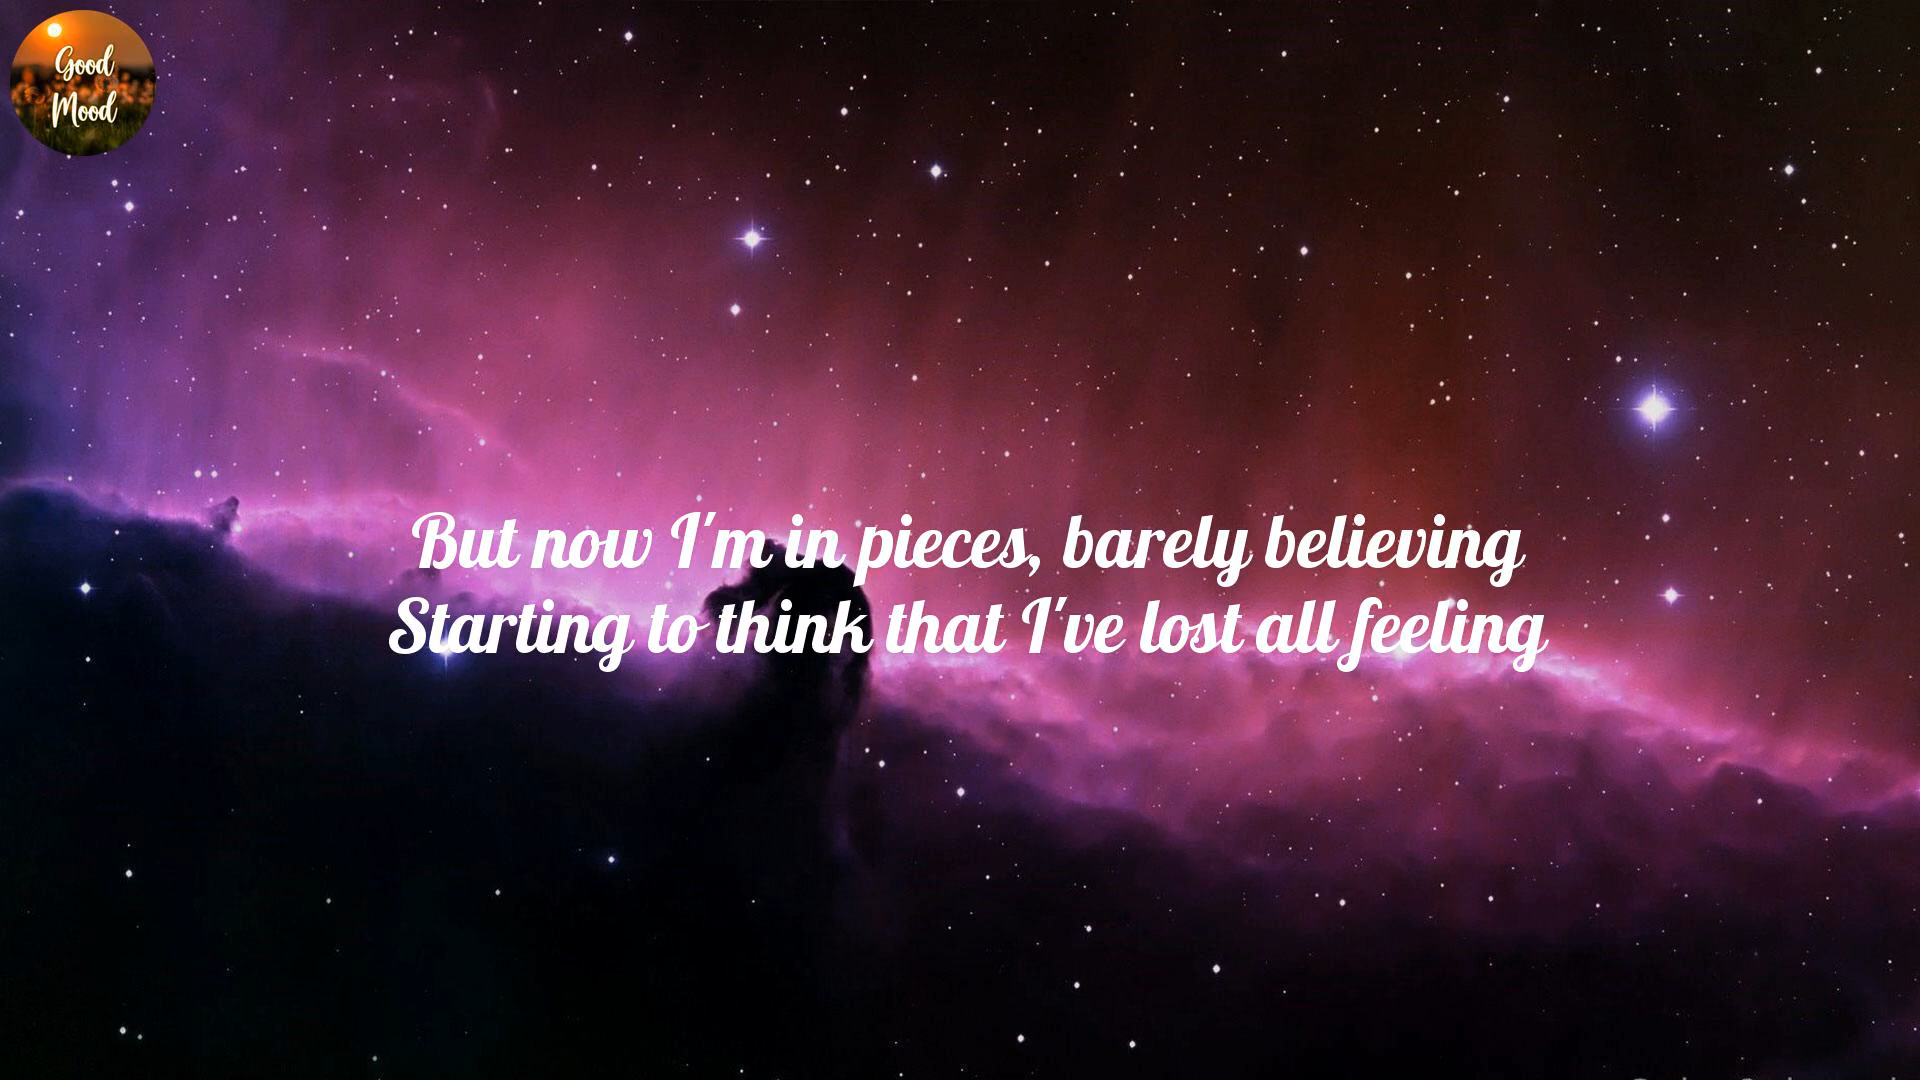 Good
Mood
But now I'm in pieces, barely believing
Starting to think that I've lost all feeling